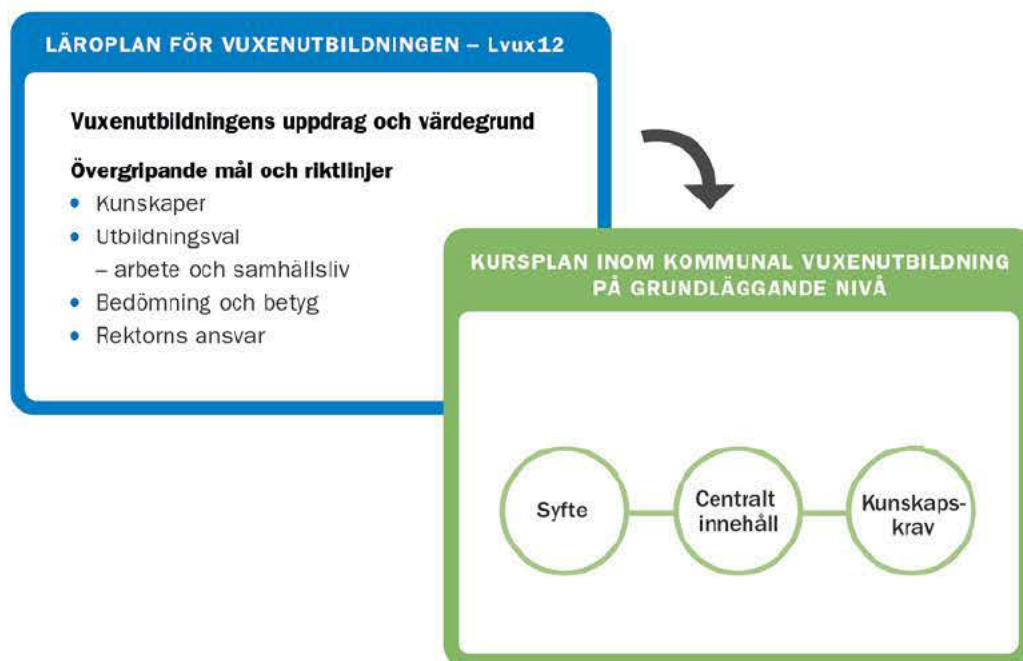 LÄROPLAN FÖR VUXENUTBILDNINGEN – Lvux12
Vuxenutbildningens uppdrag och värdegrund
Övergripande mål och riktlinjer
• Kunskaper
• Utbildningsval
– arbete och samhällsliv
• Bedömning och betyg
• Rektorns ansvar
KURSPLAN INOM KOMMUNAL VUXENUTBILDNING
PÅ GRUNDLÄGGANDE NIVÅ
Syfte
Centralt
innehåll
Kunskaps-
krav